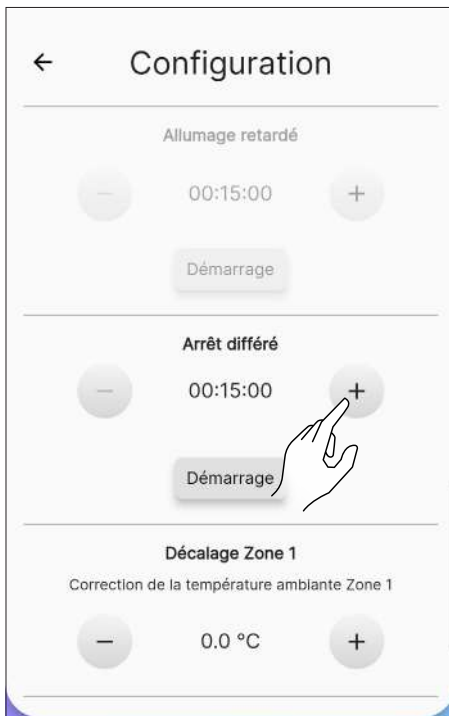 ← Configuration
Allumage retardé
− 00:15:00 +
Démarrage
Arrêt différé
− 00:15:00 +
Démarrage
Décalage Zone 1
Correction de la température ambiante Zone 1
− 0.0 °C +